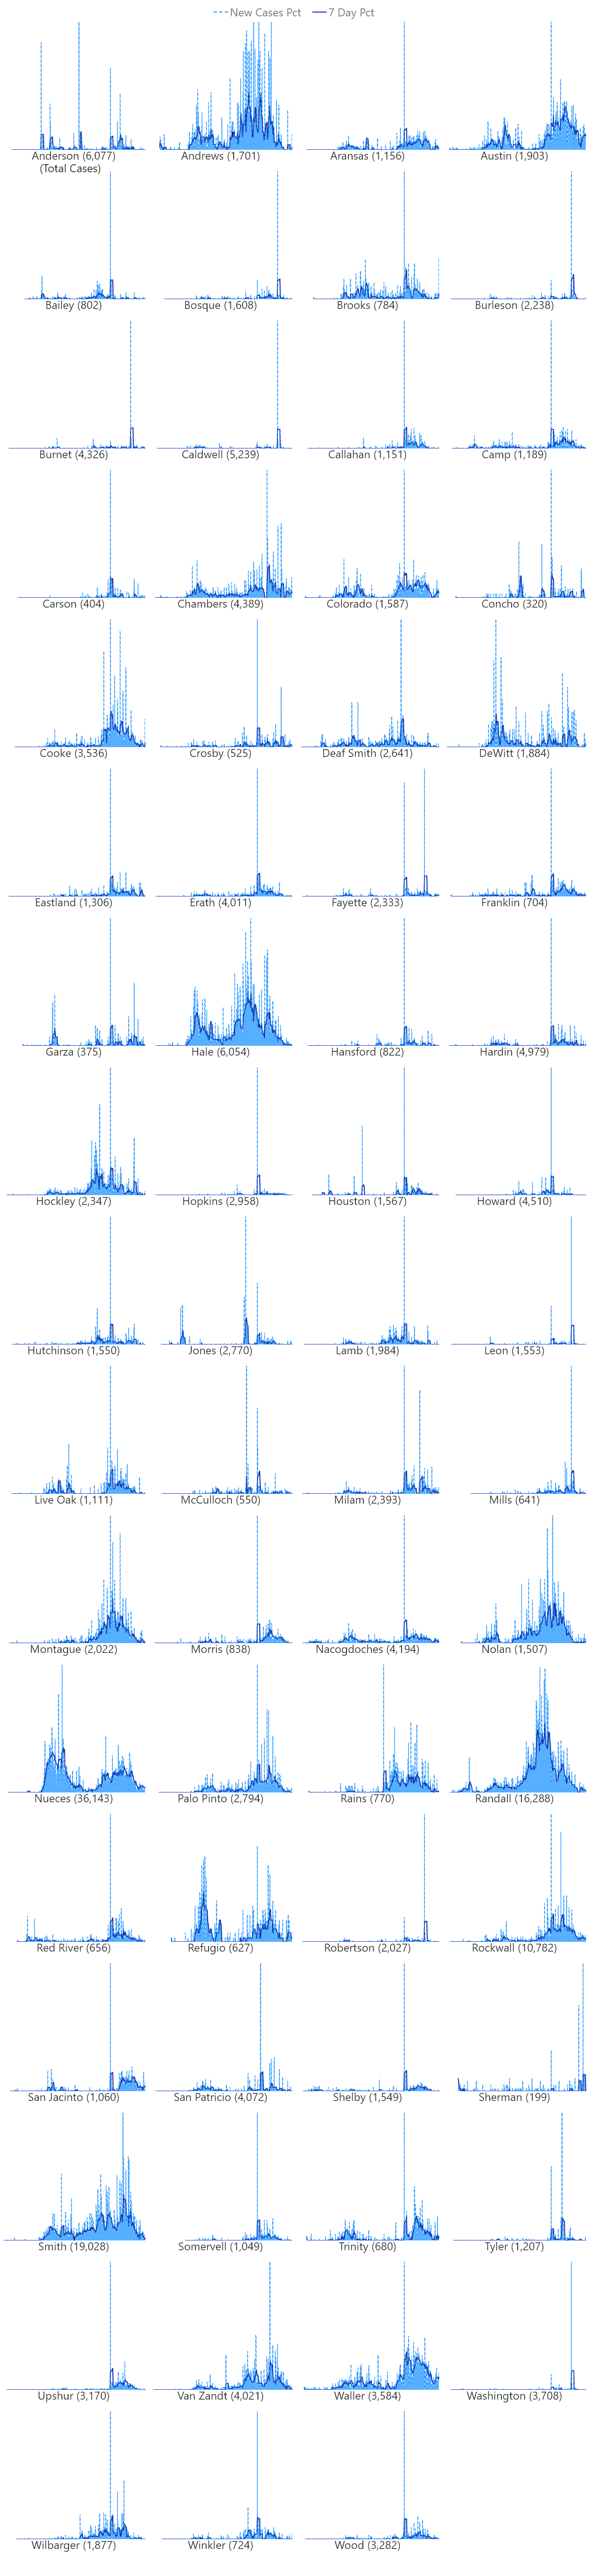 New Cases Pct 7 Day Pct
Anderson (6,077) Andrews (1,701) Aransas (1,156) Austin (1,903)
(Total Cases)
Bailey (802) Bosque (1,608) Brooks (784) Burleson (2,238)
Burnet (4,326) Caldwell (5,239) Callahan (1,151) Camp (1,189)
Carson (404) Chambers (4,389) Colorado (1,587) Concho (320)
Cooke (3,536) Crosby (525) Deaf Smith (2,641) DeWitt (1,884)
Eastland (1,306) Erath (4,011) Fayette (2,333) Franklin (704)
Garza (375) Hale (6,054) Hansford (822) Hardin (4,979)
Hockley (2,347) Hopkins (2,958) Houston (1,567) Howard (4,510)
Hutchinson (1,550) Jones (2,770) Lamb (1,984) Leon (1,553)
Live Oak (1,111) McCulloch (550) Milam (2,393) Mills (641)
Montague (2,022) Morris (838) Nacogdoches (4,194) Nolan (1,507)
Nueces (36,143) Palo Pinto (2,794) Rains (770) Randall (16,288)
Red River (656) Refugio (627) Robertson (2,027) Rockwall (10,782)
San Jacinto (1,060) San Patricio (4,072) Shelby (1,549) Sherman (199)
Smith (19,028) Somervell (1,049) Trinity (680) Tyler (1,207)
Upshur (3,170) Van Zandt (4,021) Waller (3,584) Washington (3,708)
Wilbarger (1,877) Winkler (724) Wood (3,282)